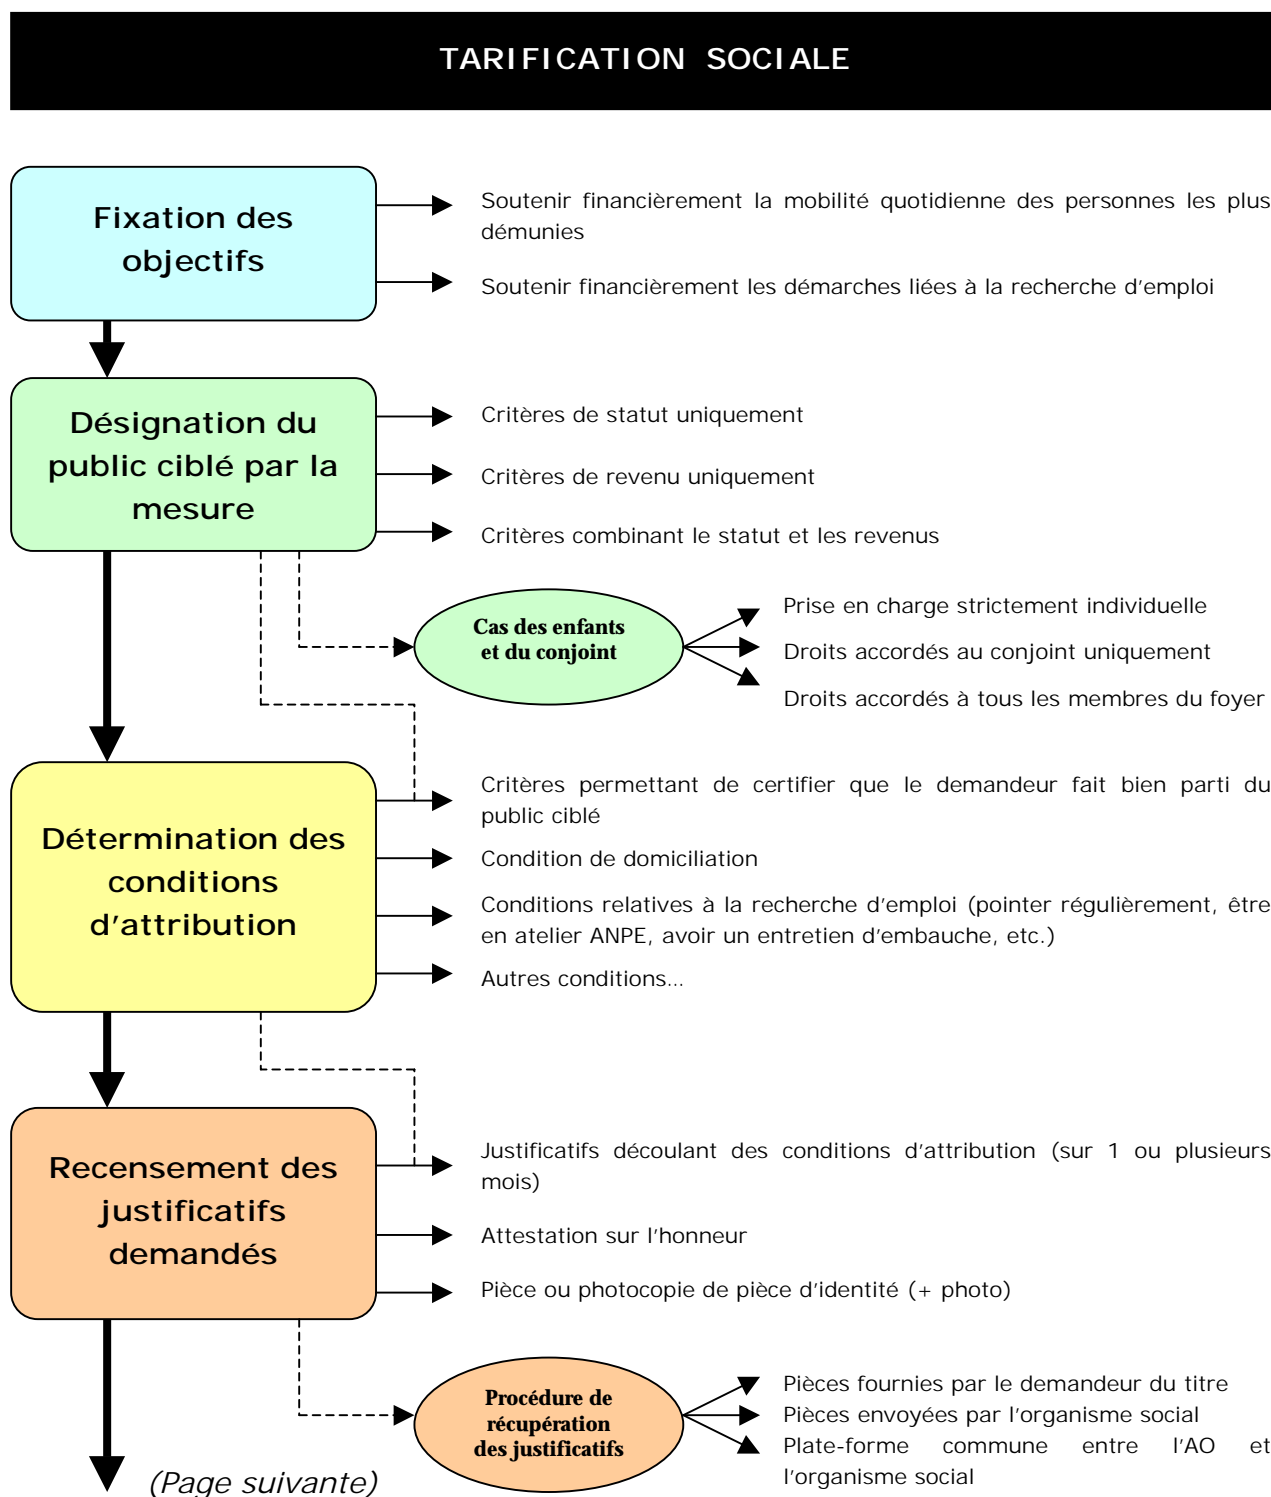 TARIFICATION SOCIALE
Fixation des
objectifs
Soutenir financièrement la mobilité quotidienne des personnes les plus
démunies
Soutenir financièrement les démarches liées à la recherche d’emploi
Désignation du
public ciblé par la
mesure
Critères de statut uniquement
Critères de revenu uniquement
Critères combinant le statut et les revenus
Cas des enfants
et du conjoint
Prise en charge strictement individuelle
Droits accordés au conjoint uniquement
Droits accordés à tous les membres du foyer
Détermination des
conditions
d’attribution
Critères permettant de certifier que le demandeur fait bien parti du
public ciblé
Condition de domiciliation
Conditions relatives à la recherche d’emploi (pointer régulièrement, être
en atelier ANPE, avoir un entretien d’embauche, etc.)
Autres conditions…
Recensement des
justificatifs
demandés
Justificatifs découlant des conditions d’attribution (sur 1 ou plusieurs
mois)
Attestation sur l’honneur
Pièce ou photocopie de pièce d’identité (+ photo)
Procédure de
récupération
des justificatifs
Pièces fournies par le demandeur du titre
Pièces envoyées par l’organisme social
Plate-forme commune entre l’AO et
l’organisme social
(Page suivante)